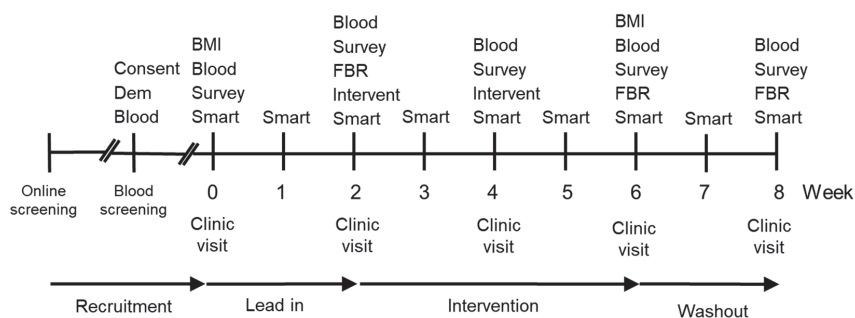 Consent
Dem
Blood
BMI
Blood
Survey
Smart
Smart
Blood
Survey
FBR
Intervent
Smart
Smart
Blood
Survey
Intervent
Smart
Smart
BMI
Blood
Survey
FBR
Smart
Smart
Blood
Survey
FBR
Smart
Online
screening
Blood
screening
0 1 2 3 4 5 6 7 8 Week
Clinic
visit
Clinic
visit
Clinic
visit
Clinic
visit
Clinic
visit
Recruitment
Lead in
Intervention
Washout